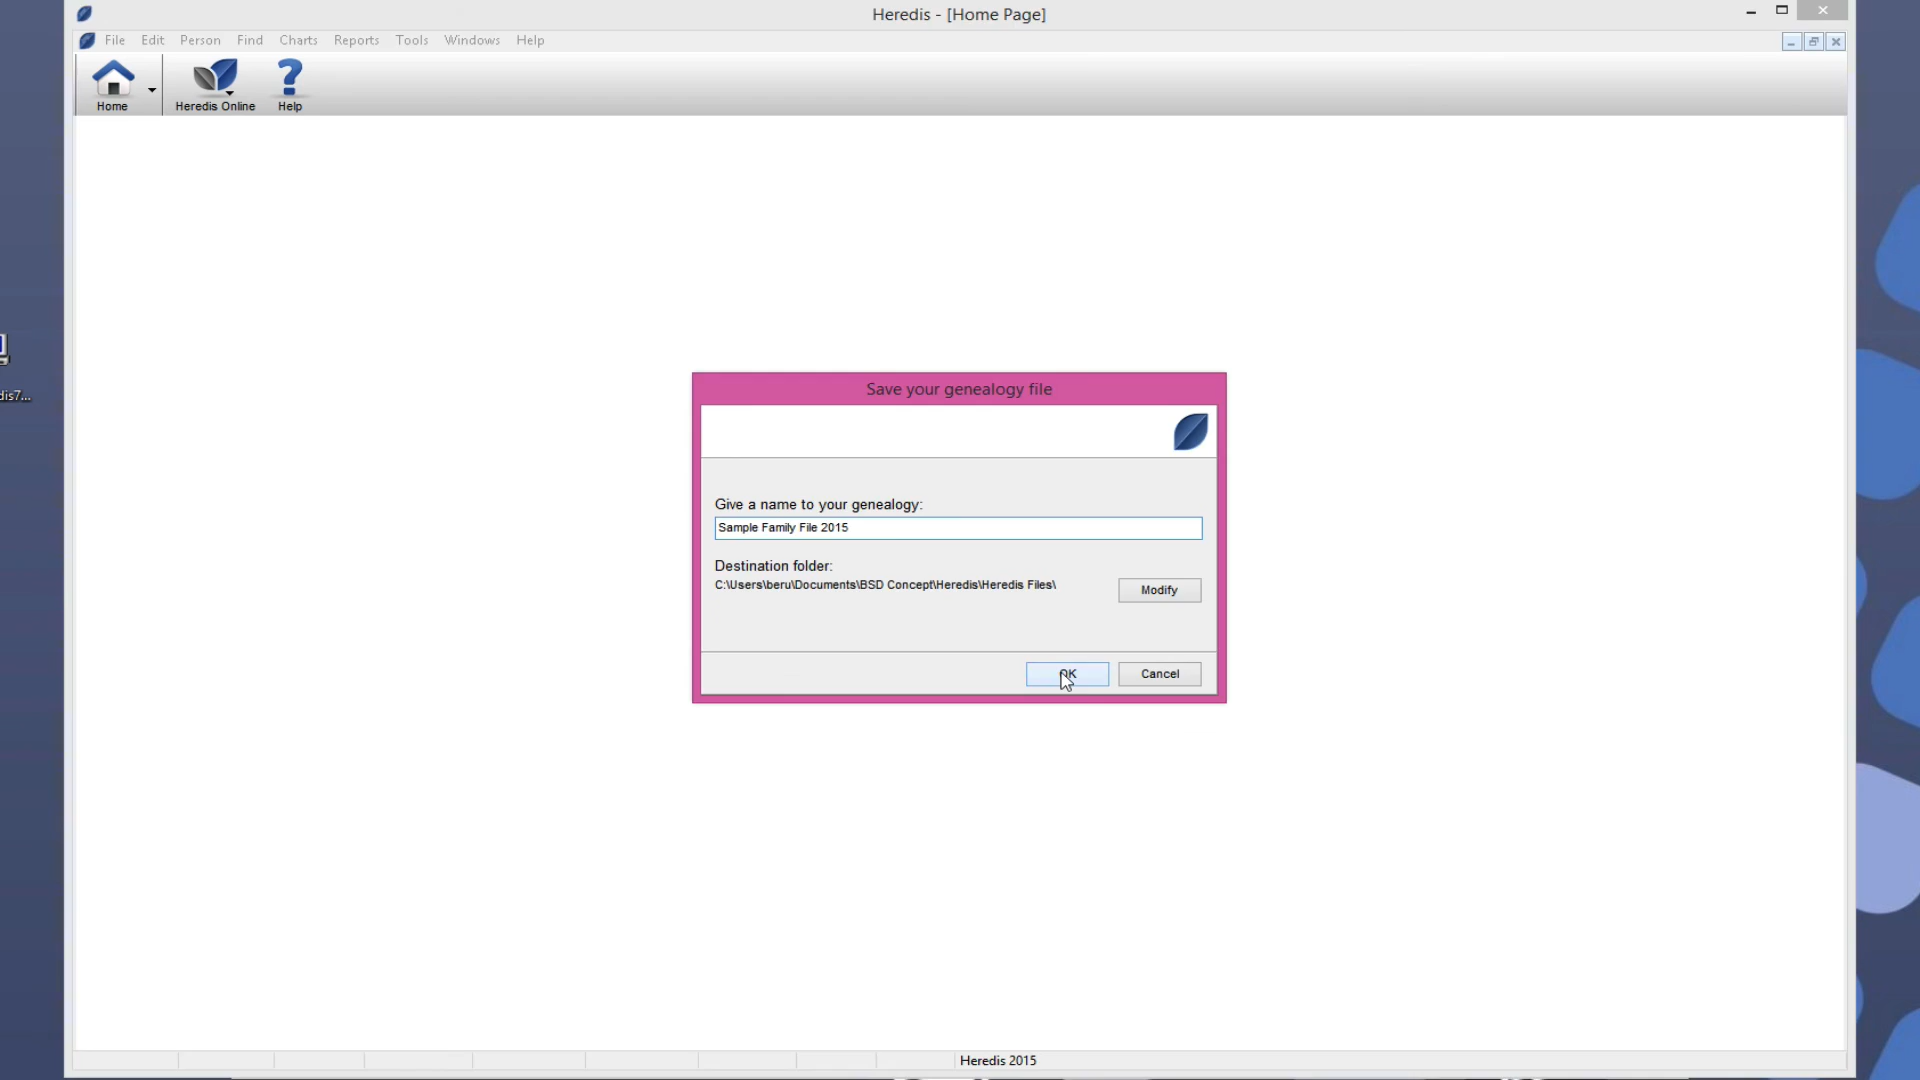 Heredis - [Home Page]
File Edit Person Find Charts Reports Tools Windows Help
Home Heredis Online Help
dis7...
Save your genealogy file
Give a name to your genealogy:
Sample Family File 2015
Destination folder:
C:\Users\beru\Documents\BSD Concept\Heredis\Heredis Files\
Modify
OK Cancel
Heredis 2015